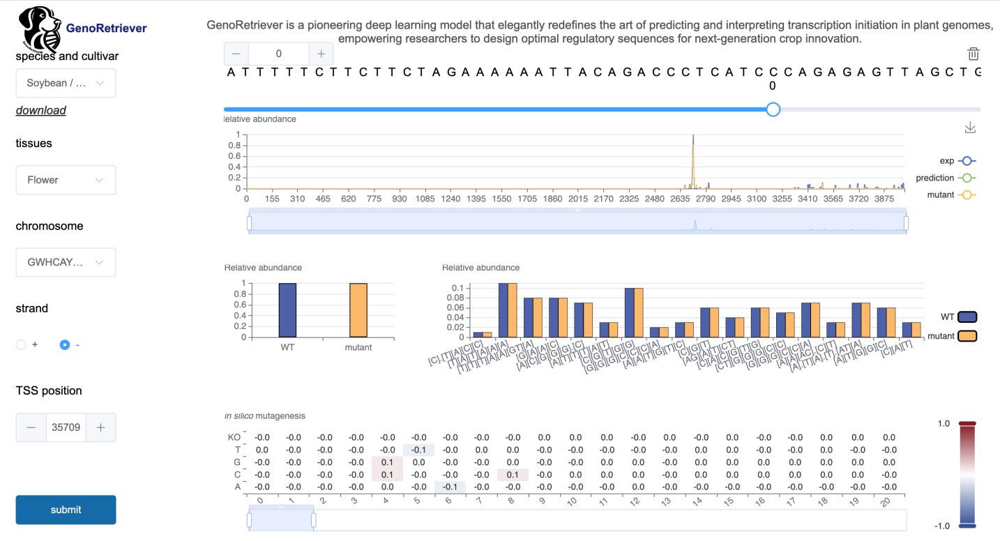 GenoRetriever
GenoRetriever
species and cultivar
Soybean / ...
download
tissues
Flower
chromosome
GWHCAY...
strand
+
-
TSS position
— 35709 +
submit
GenoRetriever is a pioneering deep learning model that elegantly redefines the art of predicting and interpreting transcription initiation in plant genomes,
empowering researchers to design optimal regulatory sequences for next-generation crop innovation.
— 0 +
A T T T T T C T T C T T C T A G A A A A A A T T A C A G A C C C T C A T C C C A G A G A G T T A G C T G
0
elative abundance
1
0.8
0.6
0.4
0.2
0
0 155 310 465 620 775 930 1085 1240 1395 1550 1705 1860 2015 2170 2325 2480 2635 2790 2945 3100 3255 3410 3565 3720 3875
exp
prediction
mutant
Relative abundance
1
0.8
0.6
0.4
0.2
0
WT mutant
Relative abundance
0.1
0.08
0.06
0.04
0.02
0
WT
mutant
in silico mutagenesis
KO -0.0 -0.0 -0.0 -0.0 -0.0 -0.0 -0.0 -0.0 -0.0 0.0 0.0 0.0 -0.0 0.0 -0.0 0.0 -0.0 -0.0 0.0 0.0 0.0
T 0.0 -0.0 -0.0 -0.0 -0.0 -0.1 -0.0 0.0 0.0 -0.0 0.0 -0.0 -0.0 -0.0 -0.0 -0.0 -0.0 -0.0 0.0 0.0 -0.0
G -0.0 -0.0 -0.0 -0.0 0.1 0.0 -0.0 -0.0 0.0 -0.0 0.0 0.0 0.0 0.0 0.0 0.0 0.0 -0.0 0.0 0.0 -0.0
C -0.0 -0.0 -0.0 -0.0 0.1 -0.0 -0.0 -0.0 0.1 -0.0 0.0 0.0 0.0 0.0 0.0 0.0 0.0 -0.0 0.0 0.0 -0.0
A -0.0 -0.0 -0.0 -0.0 0.0 -0.0 -0.1 -0.0 -0.0 -0.0 0.0 -0.0 0.0 -0.0 -0.0 -0.0 0.0 -0.0 -0.0 -0.0 0.0
0 1 2 3 4 5 6 7 8 9 10 11 12 13 14 15 16 17 18 19 20
1.0
-1.0